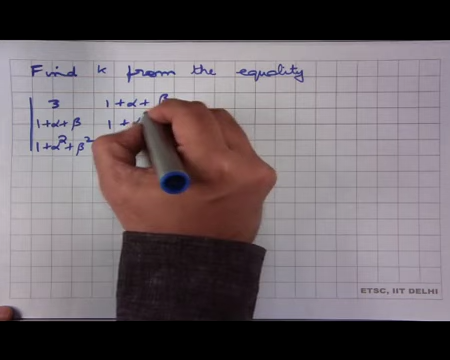 Find k from the equality
3 1+α+β
1+α+β 1+
1+α²+β²
ETSC, IIT DELHI